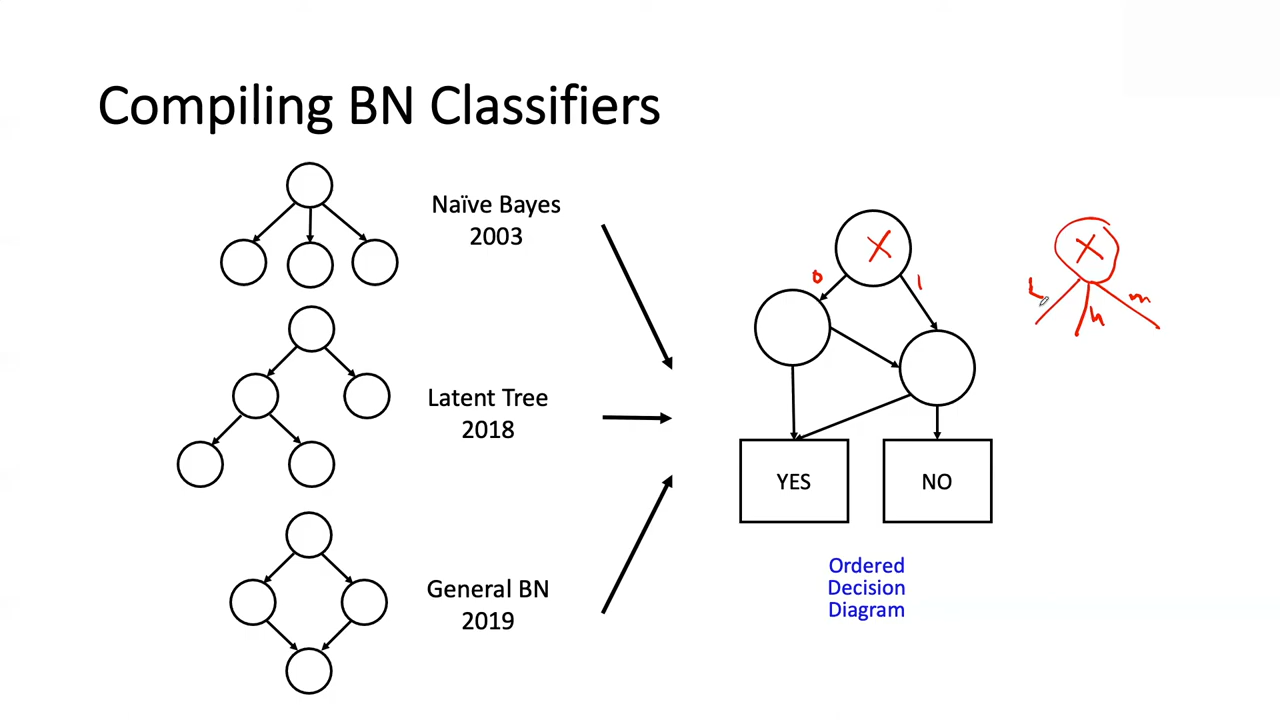 Compiling BN Classifiers
Naïve Bayes
2003
Latent Tree
2018
General BN
2019
X
0
1
YES
NO
Ordered
Decision
Diagram
X
L
h
m